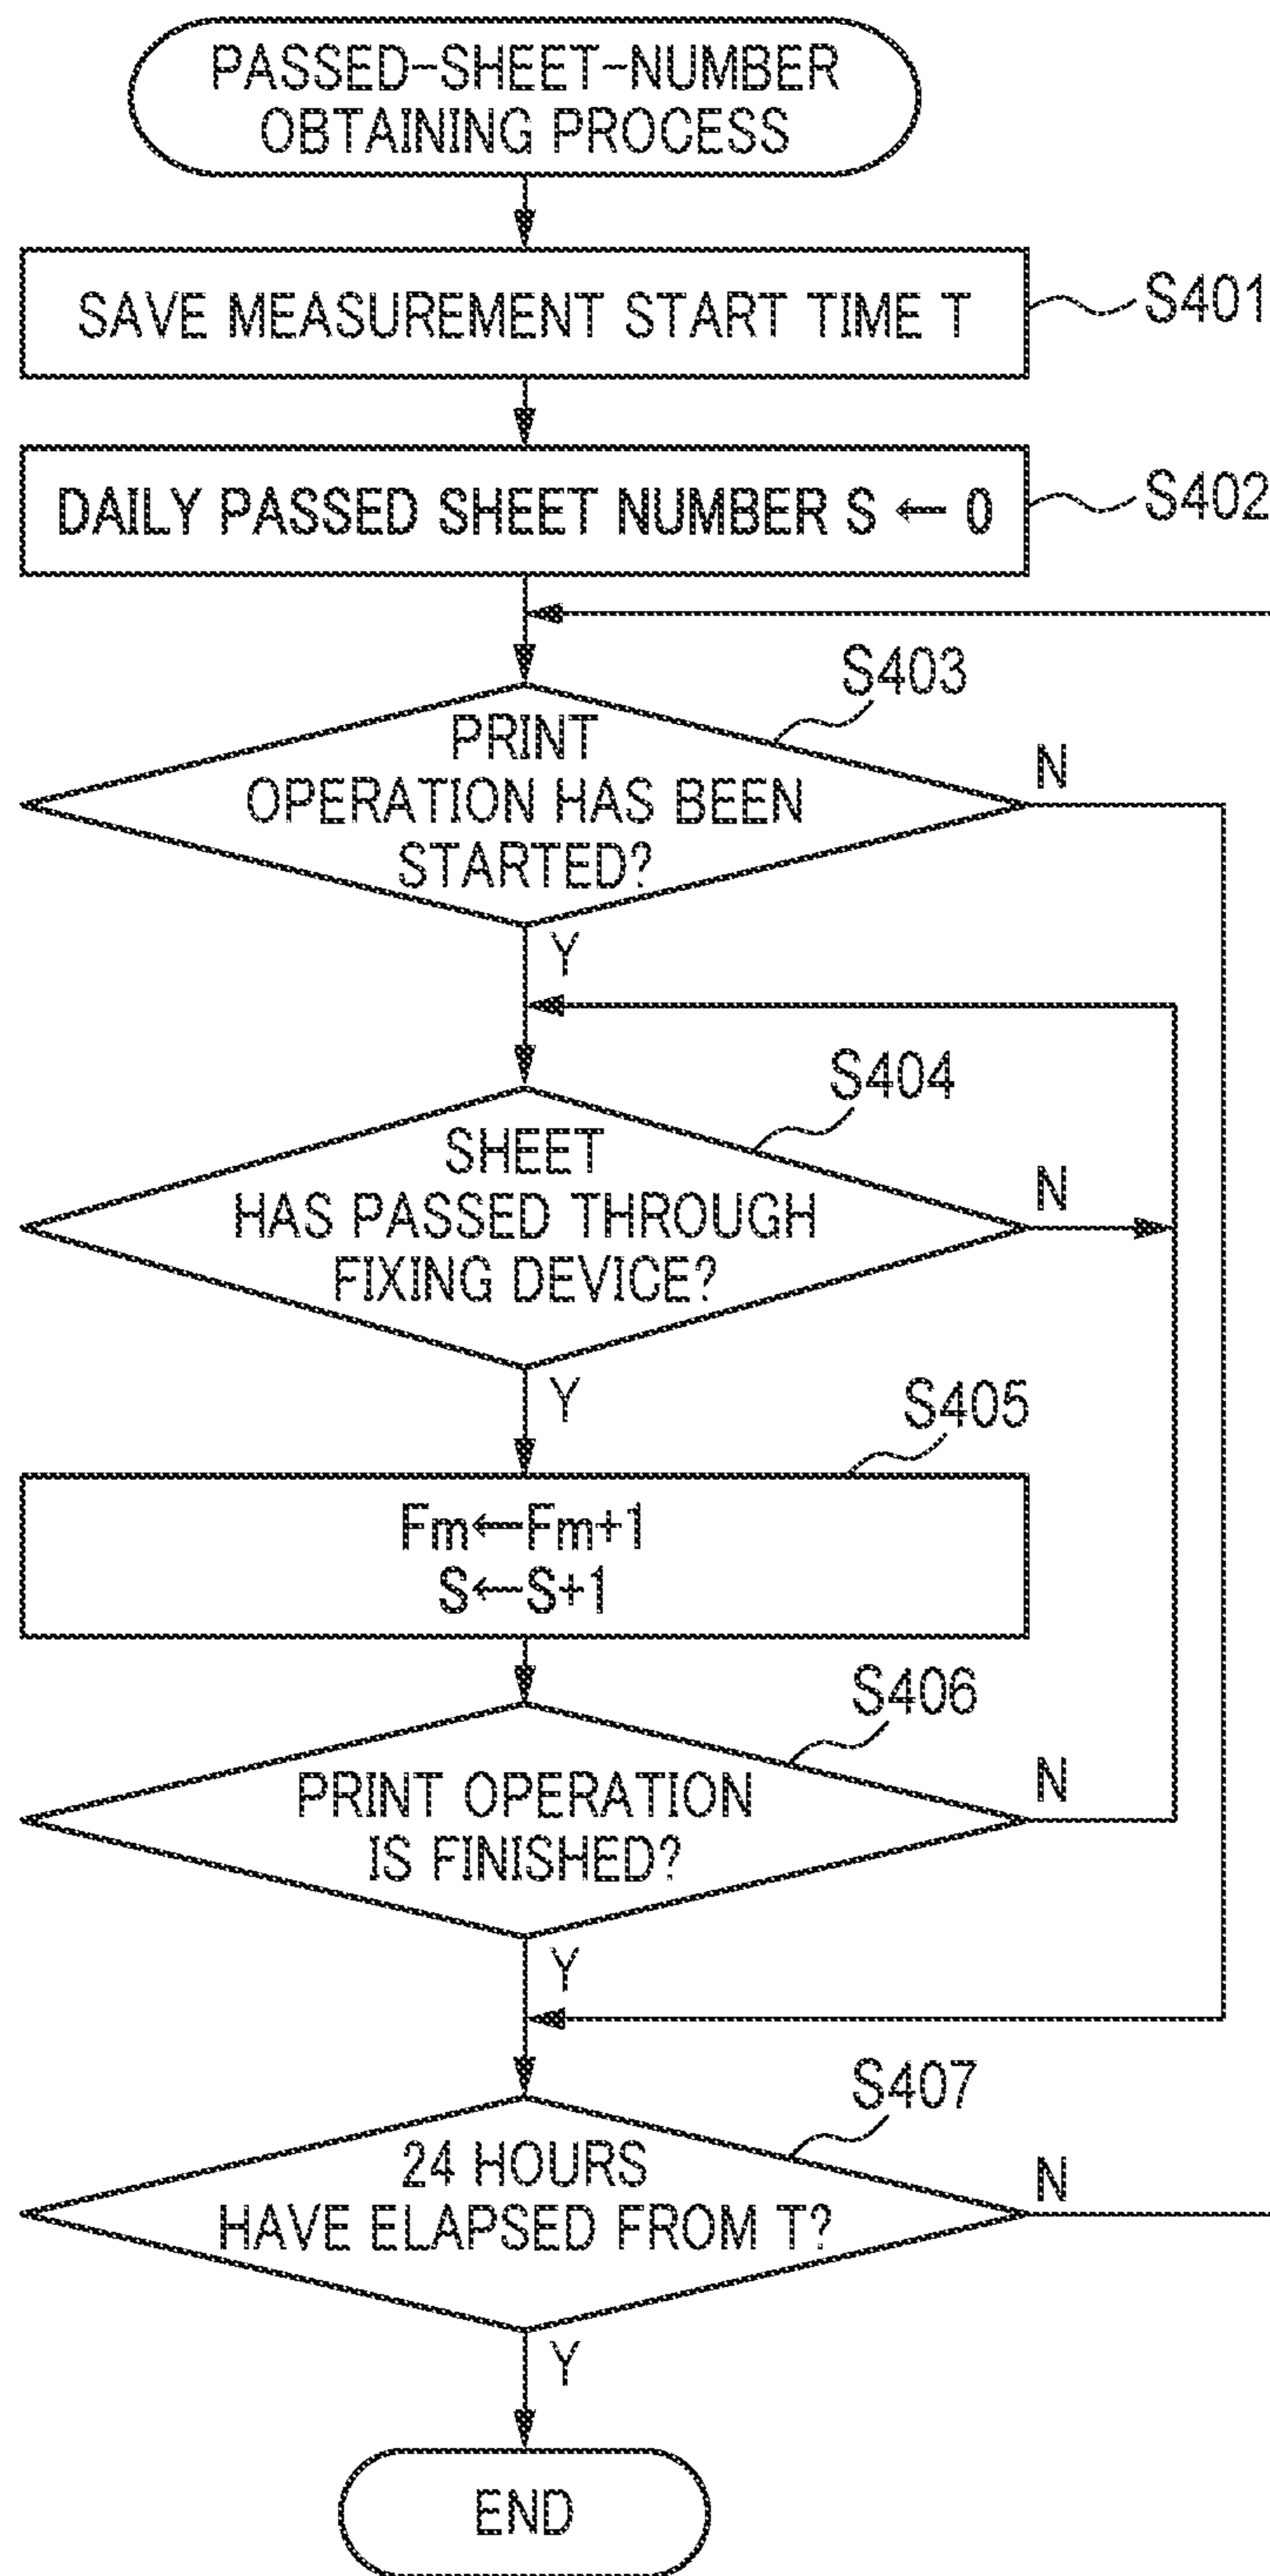 PASSED-SHEET-NUMBER
OBTAINING PROCESS
SAVE MEASUREMENT START TIME T
S401
DAILY PASSED SHEET NUMBER S ← 0
S402
S403
PRINT
OPERATION HAS BEEN
STARTED?
N
Y
S404
SHEET
HAS PASSED THROUGH
FIXING DEVICE?
N
Y
S405
Fm←Fm+1
S←S+1
S406
PRINT OPERATION
IS FINISHED?
N
Y
S407
24 HOURS
HAVE ELAPSED FROM T?
N
Y
END